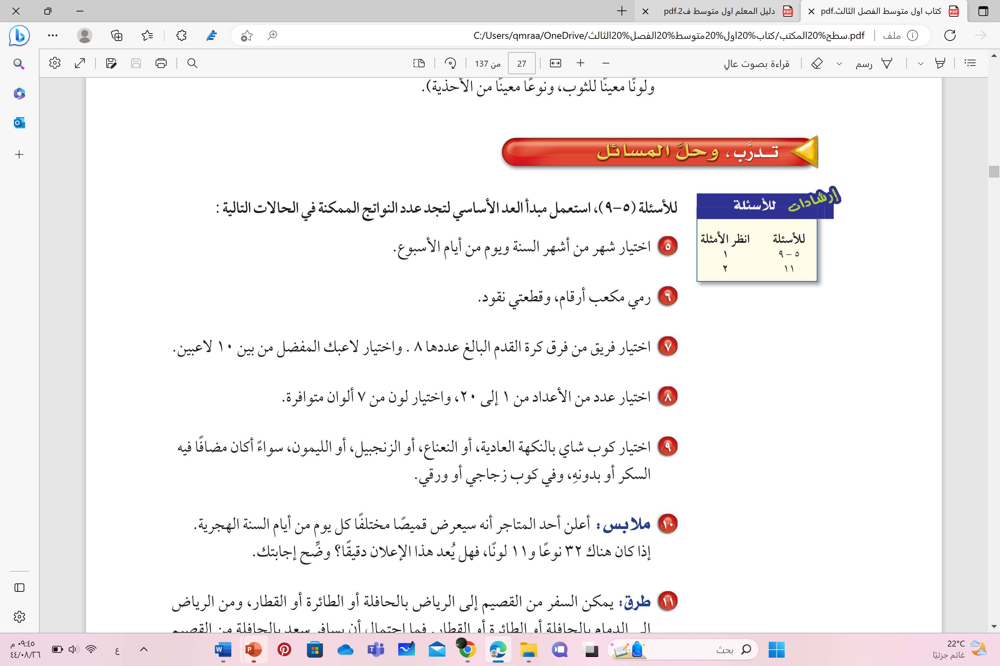 كتاب اول متوسط الفصل الثالث.pdf
دليل المعلم اول متوسط ف2.pdf
ملف
C:/Users/qmraa/OneDrive/سطح%20المكتب/كتاب%20اول%20متوسط%20الفصل%20الثالث.pdf
رسم
قراءة بصوت عالٍ
27
من 137
ولونًا معينًا للثوب، ونوعًا معينًا من الأحذية).
تـدرَّب، وحلَّ المسائل
إرشادات للأسئلة
للأسئلة انظر الأمثلة
٥ – ٩ ١
١١ ٢
للأسئلة (٥–٩)، استعمل مبدأ العد الأساسي لتجد عدد النواتج الممكنة في الحالات التالية :
٥ اختيار شهر من أشهر السنة ويوم من أيام الأسبوع.
٦ رمي مكعب أرقام، وقطعتي نقود.
٧ اختيار فريق من فرق كرة القدم البالغ عددها ٨ . واختيار لاعبك المفضل من بين ١٠ لاعبين.
٨ اختيار عدد من الأعداد من ١ إلى ٢٠، واختيار لون من ٧ ألوان متوافرة.
٩ اختيار كوب شاي بالنكهة العادية، أو النعناع، أو الزنجبيل، أو الليمون، سواءً أكان مضافًا فيه
السكر أو بدونهِ، وفي كوب زجاجي أو ورقي.
١٠ ملابس: أعلن أحد المتاجر أنه سيعرض قميصًا مختلفًا كل يوم من أيام السنة الهجرية.
إذا كان هناك ٣٢ نوعًا و١١ لونًا، فهل يُعد هذا الإعلان دقيقًا؟ وضِّح إجابتك.
١١ طرق: يمكن السفر من القصيم إلى الرياض بالحافلة أو الطائرة أو القطار، ومن الرياض
إلى الدمام بالحافلة أو الطائرة أو القطار. فما احتمال أن يسافر سعد بالحافلة من القصيم
22°C
غائم جزئيًا
بحث
ع
٠٩:٤٥ م
٤٤/٠٨/٢٦